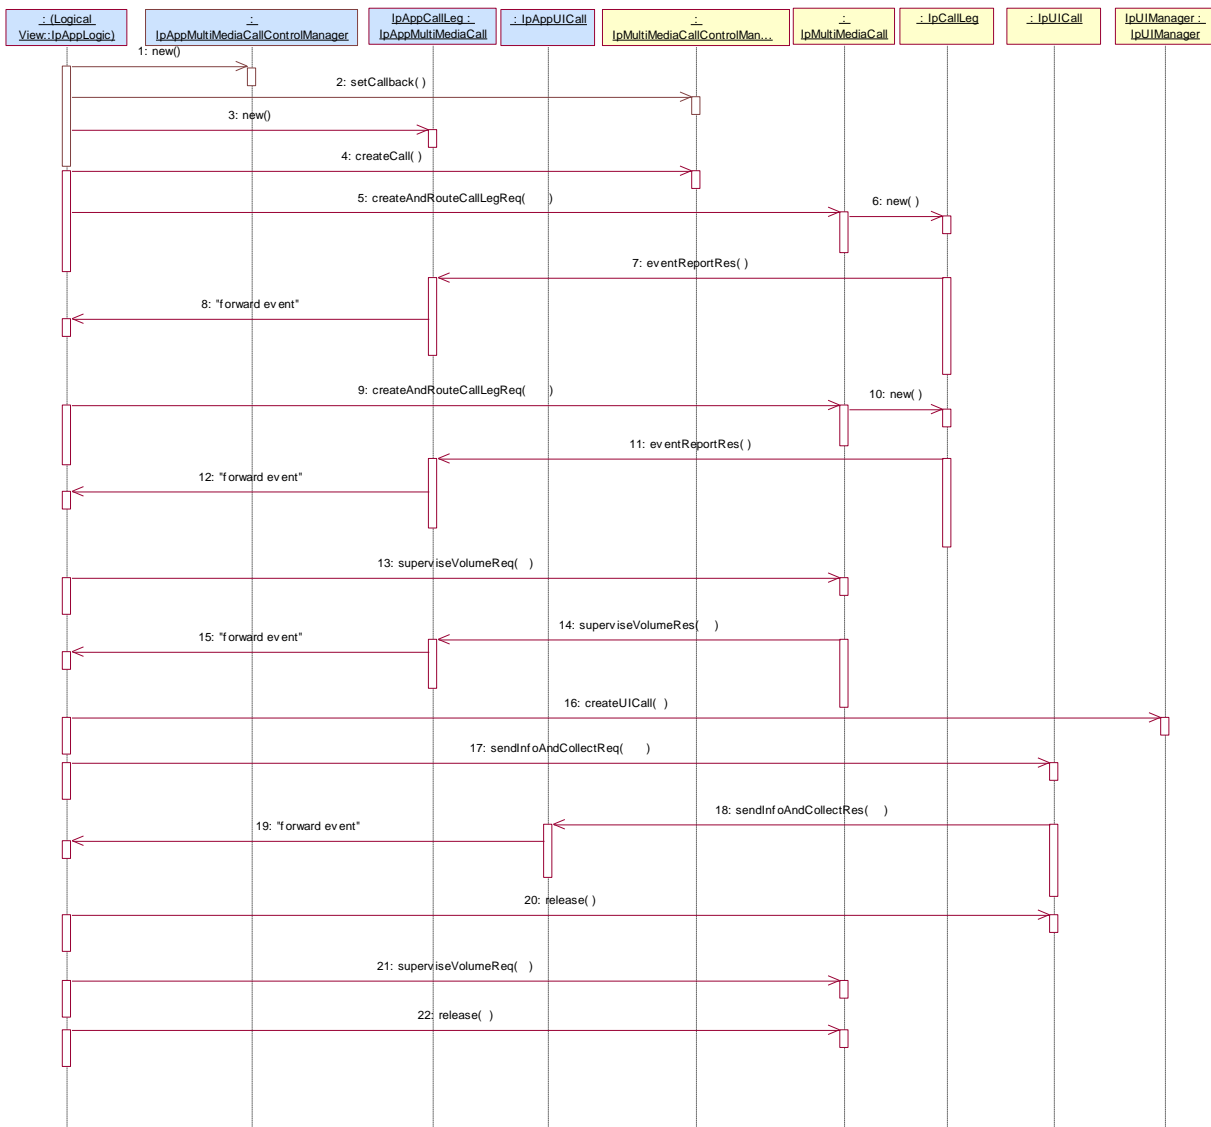 : (Logical
View::IpAppLogic)
:
IpAppMultiMediaCallControlManager
IpAppCallLeg :
IpAppMultiMediaCall
: IpAppUICall
:
IpMultiMediaCallControlMan...
:
IpMultiMediaCall
: IpCallLeg
: IpUICall
IpUIManager :
IpUIManager
1: new()
2: setCallback( )
3: new()
4: createCall( )
5: createAndRouteCallLegReq( )
6: new( )
7: eventReportRes( )
8: "forward event"
9: createAndRouteCallLegReq( )
10: new( )
11: eventReportRes( )
12: "forward event"
13: superviseVolumeReq( )
14: superviseVolumeRes( )
15: "forward event"
16: createUICall( )
17: sendInfoAndCollectReq( )
18: sendInfoAndCollectRes( )
19: "forward event"
20: release( )
21: superviseVolumeReq( )
22: release( )